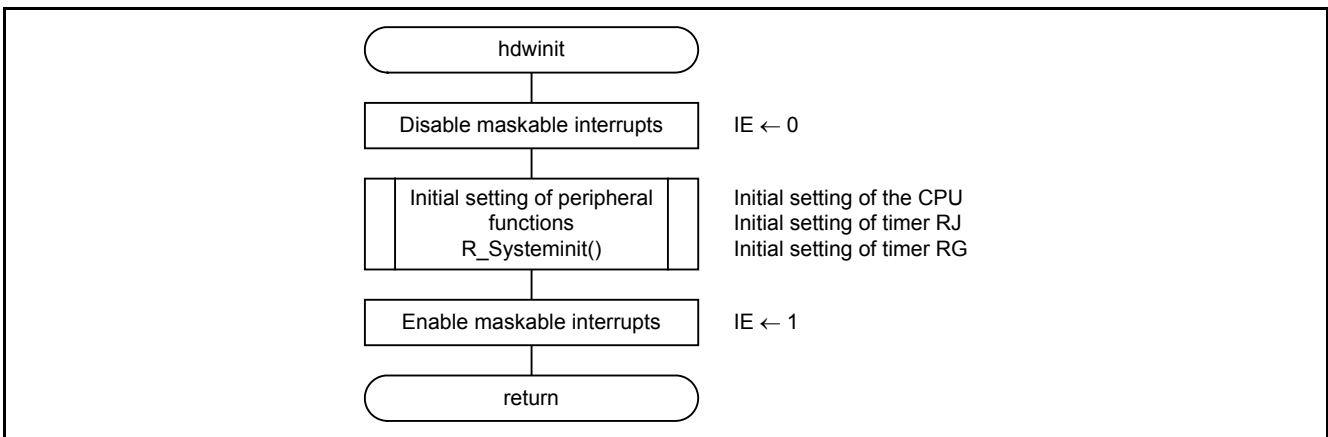 hdwinit
Disable maskable interrupts
IE ← 0
Initial setting of peripheral
functions
R_Systeminit()
Initial setting of the CPU
Initial setting of timer RJ
Initial setting of timer RG
Enable maskable interrupts
IE ← 1
return